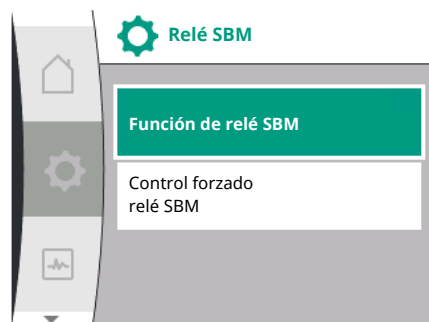 Relé SBM
Función de relé SBM
Control forzado
relé SBM